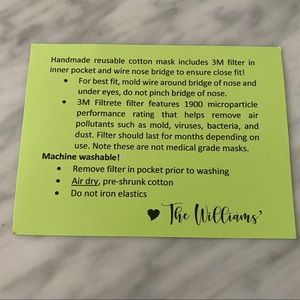 Handmade reusable cotton mask includes 3M filter in
inner pocket and wire nose bridge to ensure close fit!
• For best fit, mold wire around bridge of nose and
under eyes, do not pinch bridge of nose.
• 3M Filtrete filter features 1900 microparticle
performance rating that helps remove air
pollutants such as mold, viruses, bacteria, and
dust. Filter should last for months depending on
use. Note these are not medical grade masks.
Machine washable!
• Remove filter in pocket prior to washing
• Air dry, pre-shrunk cotton
• Do not iron elastics
♥ The Williams'